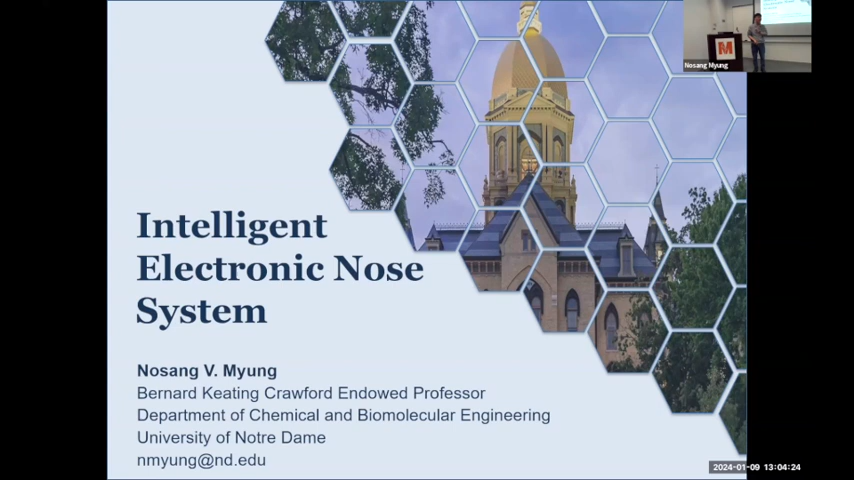 Intelligent
Electronic Nose
System
Nosang V. Myung
Bernard Keating Crawford Endowed Professor
Department of Chemical and Biomolecular Engineering
University of Notre Dame
nmyung@nd.edu
M
Nosang Myung
2024-01-09 13:04:24